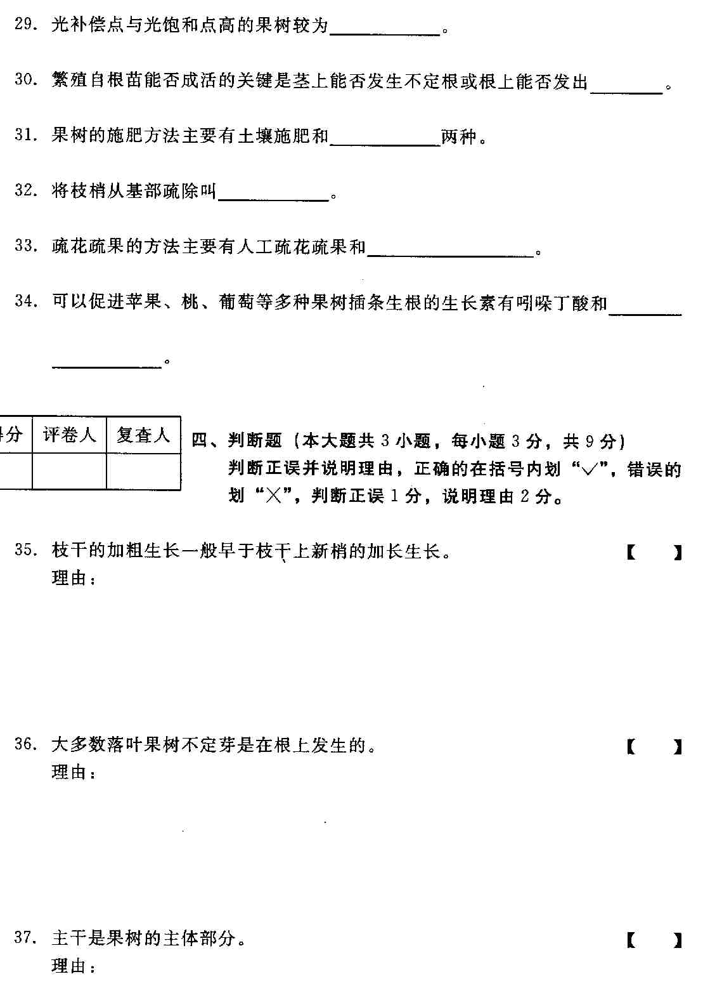 29. 光补偿点与光饱和点高的果树较为____________。
30. 繁殖自根苗能否成活的关键是茎上能否发生不定根或根上能否发出________。
31. 果树的施肥方法主要有土壤施肥和____________两种。
32. 将枝梢从基部疏除叫____________。
33. 疏花疏果的方法主要有人工疏花疏果和__________________。
34. 可以促进苹果、桃、葡萄等多种果树插条生根的生长素有吲哚丁酸和________
____________。
分 评卷人 复查人
四、判断题（本大题共 3 小题，每小题 3 分，共 9 分）
判断正误并说明理由，正确的在括号内划“✓”，错误的
划“╳”，判断正误 1 分，说明理由 2 分。
35. 枝干的加粗生长一般早于枝干上新梢的加长生长。 【 】
理由：
36. 大多数落叶果树不定芽是在根上发生的。 【 】
理由：
37. 主干是果树的主体部分。 【 】
理由：